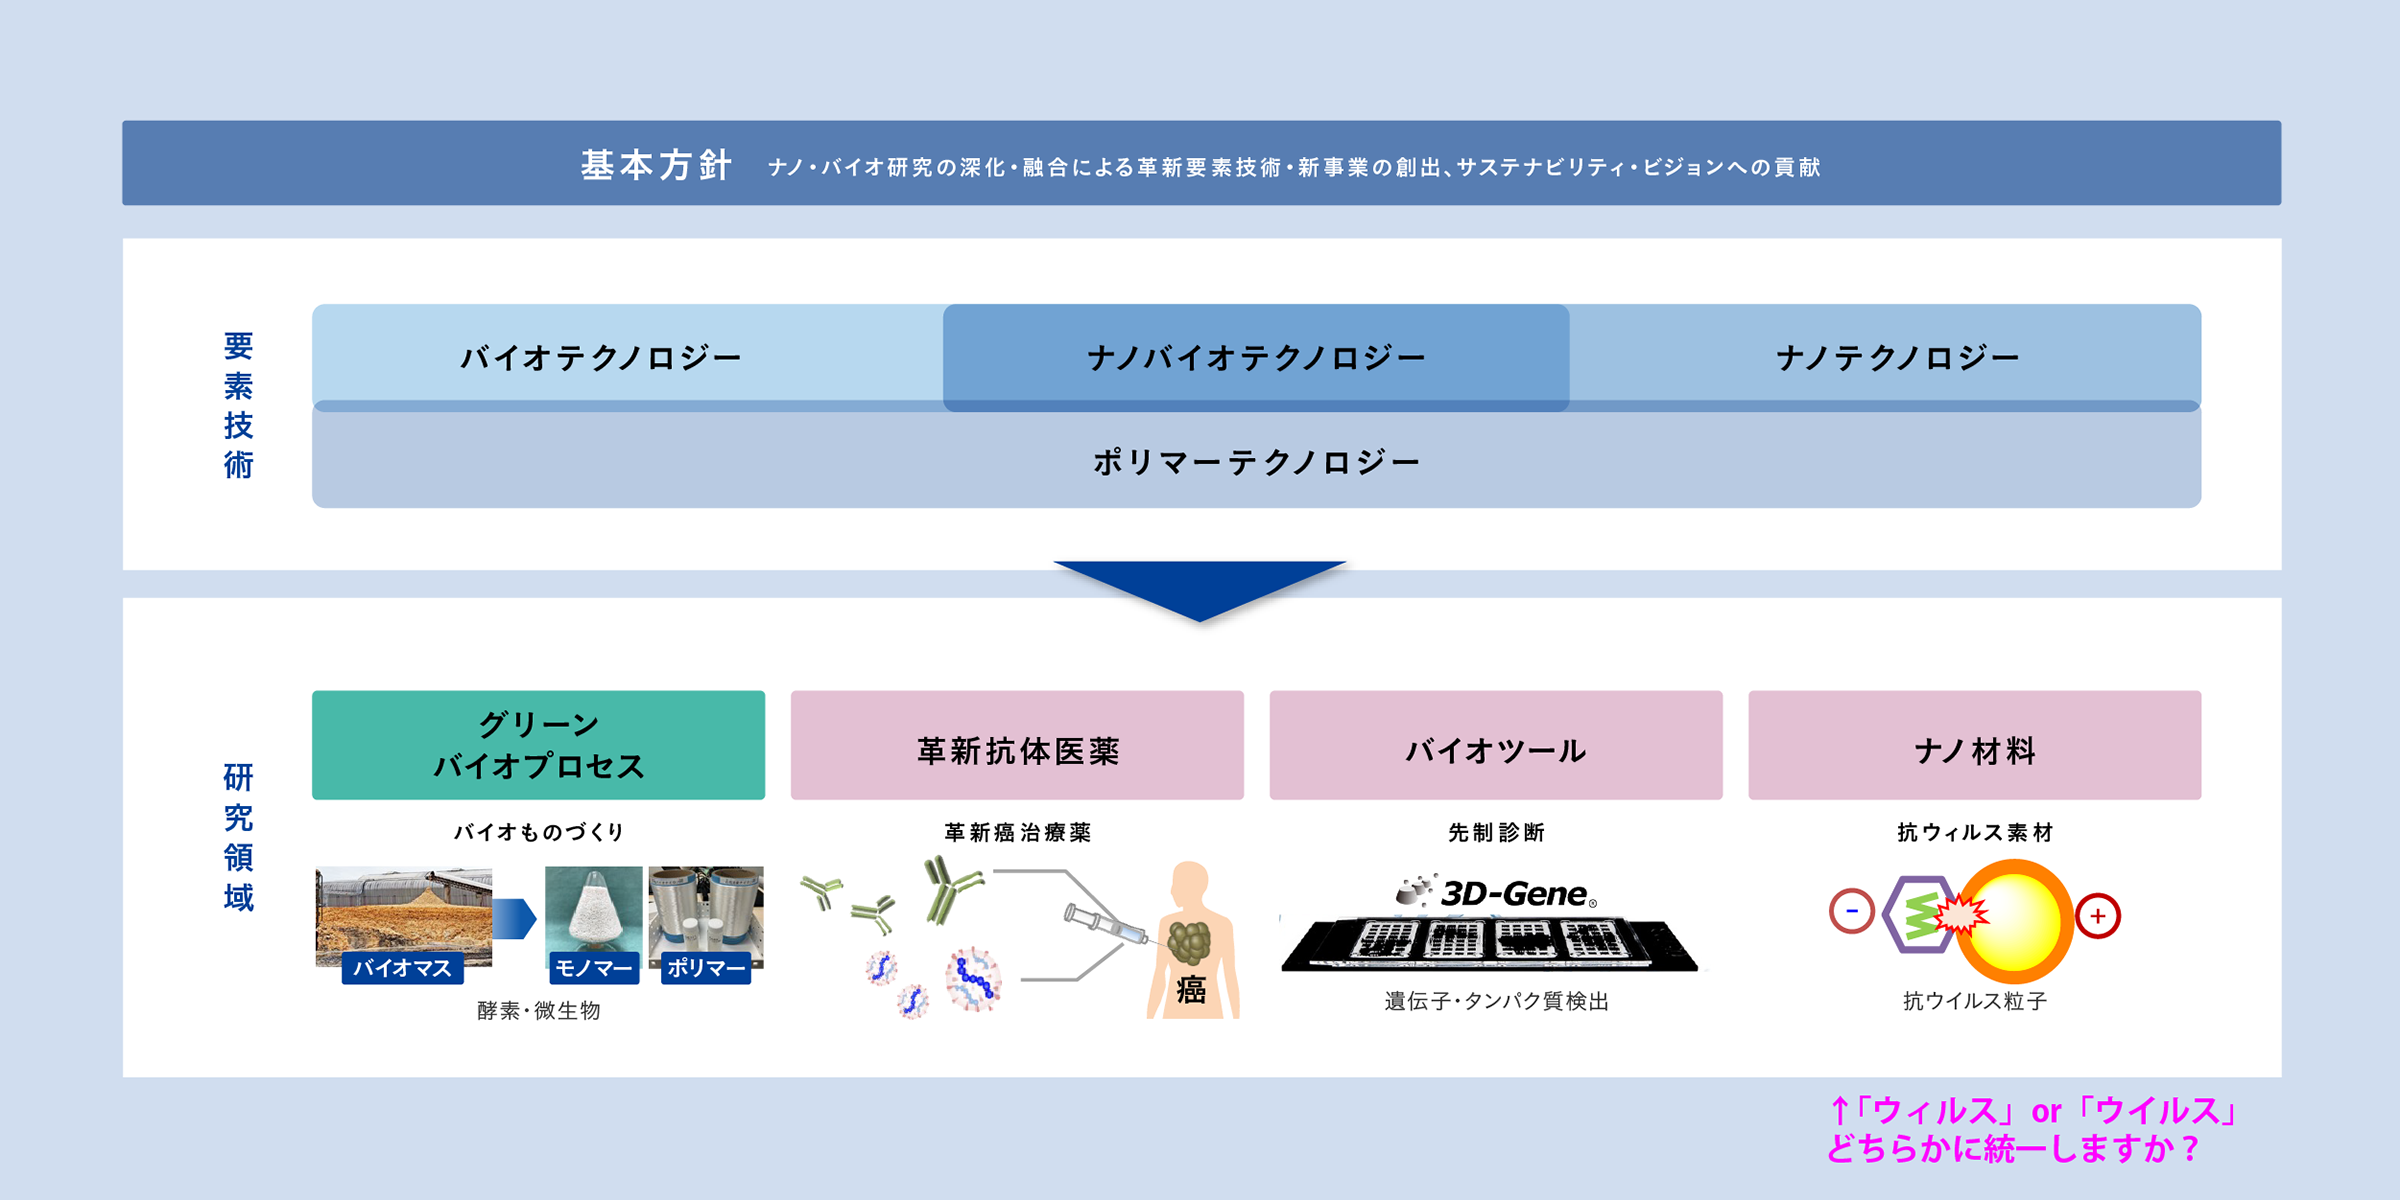 基本方針 ナノ・バイオ研究の深化・融合による革新要素技術・新事業の創出、サステナビリティ・ビジョンへの貢献
要素技術
バイオテクノロジー
ナノバイオテクノロジー
ナノテクノロジー
ポリマーテクノロジー
研究領域
グリーン
バイオプロセス
バイオものづくり
バイオマス
モノマー
ポリマー
酵素・微生物
革新抗体医薬
革新癌治療薬
癌
バイオツール
先制診断
3D-Gene®
遺伝子・タンパク質検出
ナノ材料
抗ウィルス素材
－
＋
抗ウイルス粒子
↑「ウィルス」or「ウイルス」
どちらかに統一しますか？